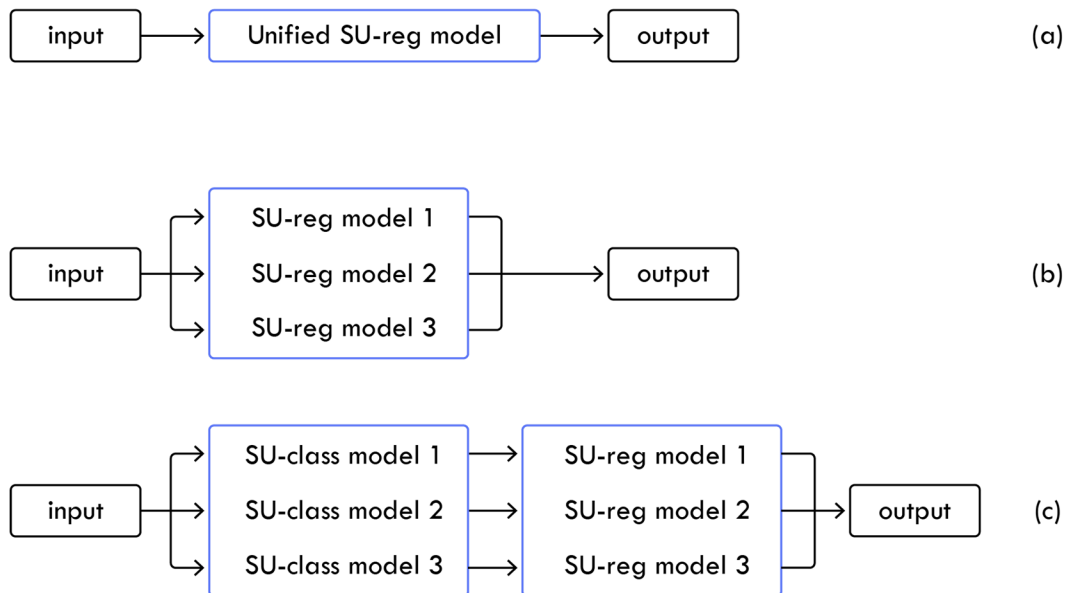 input Unified SU-reg model output (a)
SU-reg model 1
input SU-reg model 2 output (b)
SU-reg model 3
SU-class model 1 SU-reg model 1
input SU-class model 2 SU-reg model 2 output (c)
SU-class model 3 SU-reg model 3